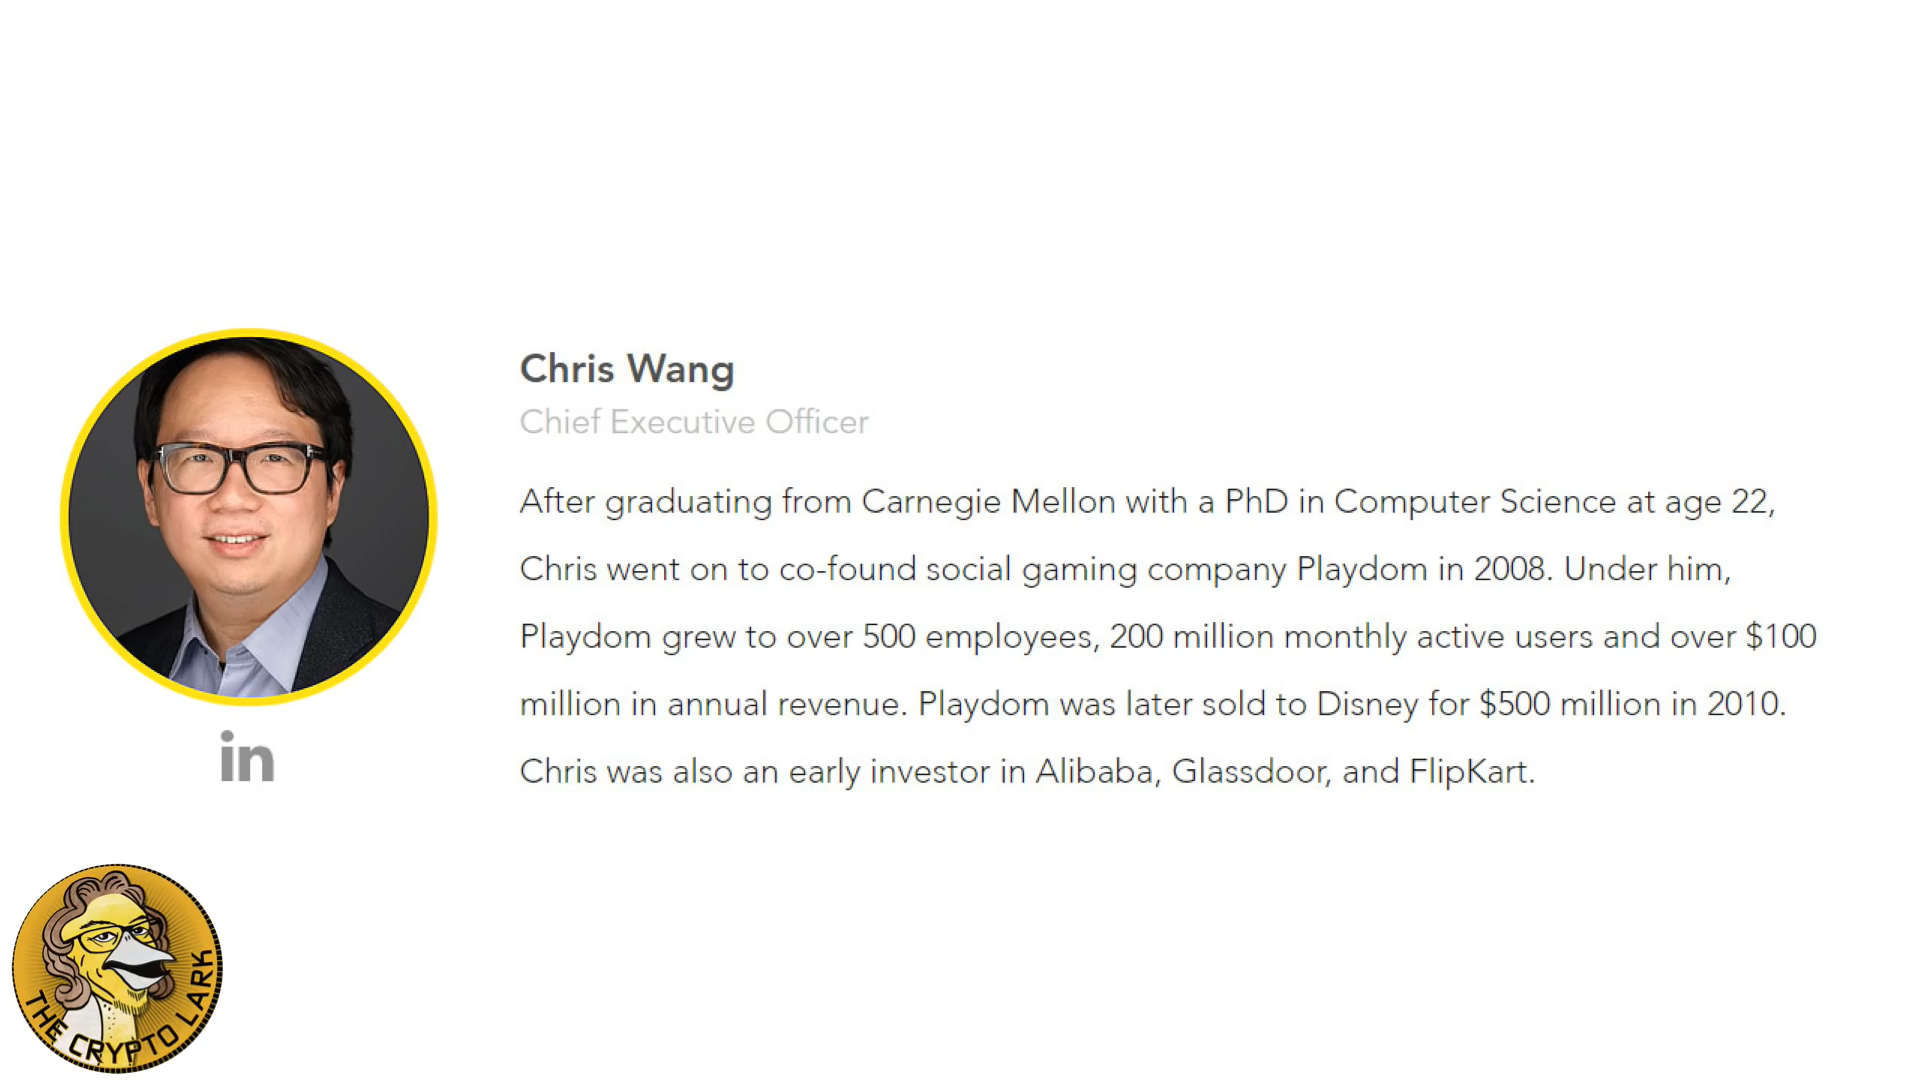 Chris Wang
Chief Executive Officer
After graduating from Carnegie Mellon with a PhD in Computer Science at age 22,
Chris went on to co-found social gaming company Playdom in 2008. Under him,
Playdom grew to over 500 employees, 200 million monthly active users and over $100
million in annual revenue. Playdom was later sold to Disney for $500 million in 2010.
Chris was also an early investor in Alibaba, Glassdoor, and FlipKart.
in
THE CRYPTO LARK